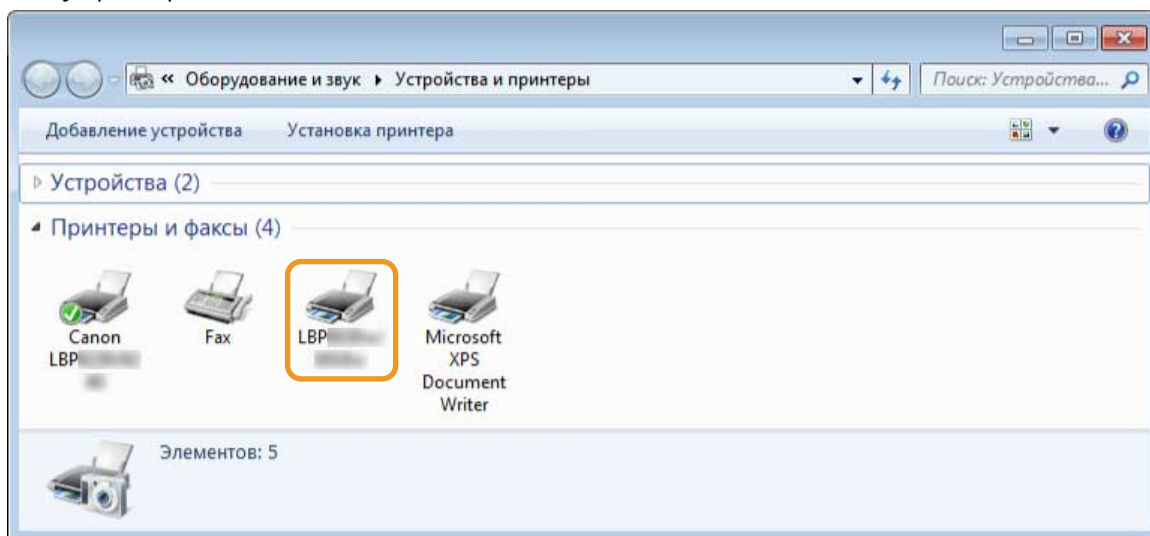 « Оборудование и звук ▸ Устройства и принтеры
Поиск: Устройства...
Добавление устройства Установка принтера
Устройства (2)
Принтеры и факсы (4)
Canon
LBP
Fax
LBP
Microsoft
XPS
Document
Writer
Элементов: 5